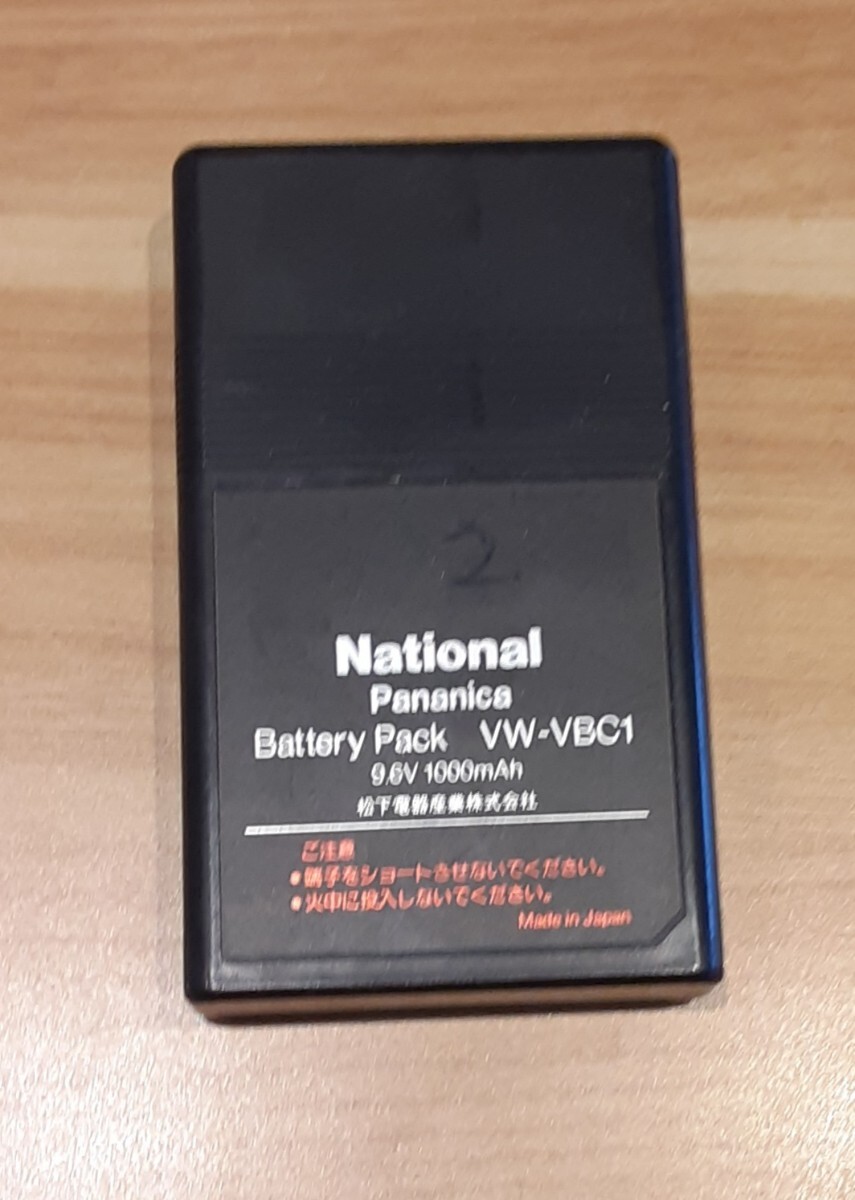 2
National
Pananica
Battery Pack VW-VBC1
9.6V 1000mAh
松下電器産業株式会社
ご注意
●端子をショートさせないでください。
●火中に投入しないでください。
Made in Japan